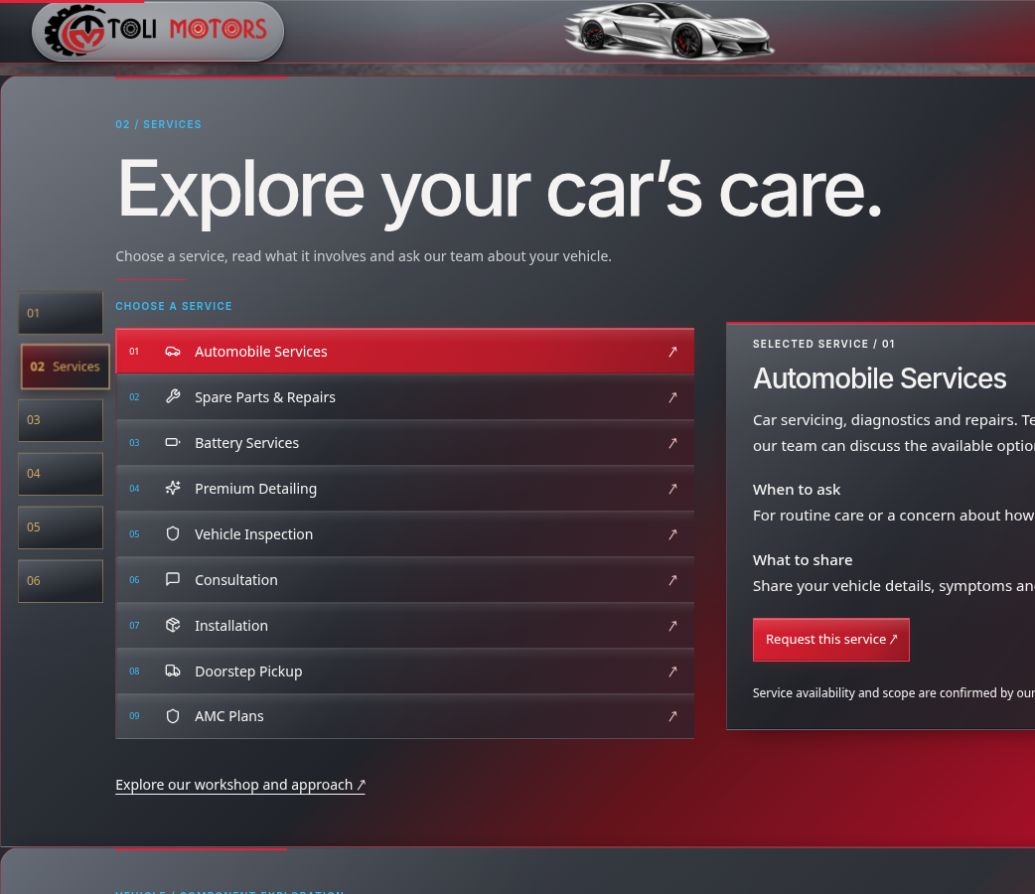 TOLI MOTORS
02 / SERVICES
Explore your car’s care.
Choose a service, read what it involves and ask our team about your vehicle.
CHOOSE A SERVICE
01
02 Services
03
04
05
06
01 Automobile Services ↗
02 Spare Parts & Repairs ↗
03 Battery Services ↗
04 Premium Detailing ↗
05 Vehicle Inspection ↗
06 Consultation ↗
07 Installation ↗
08 Doorstep Pickup ↗
09 AMC Plans ↗
Explore our workshop and approach ↗
SELECTED SERVICE / 01
Automobile Services
Car servicing, diagnostics and repairs.
our team can discuss the available
When to ask
For routine care or a concern about how
What to share
Share your vehicle details, symptoms
Request this service ↗
Service availability and scope are confirmed by
VEHICLE / COMPONENT EXPLORATION